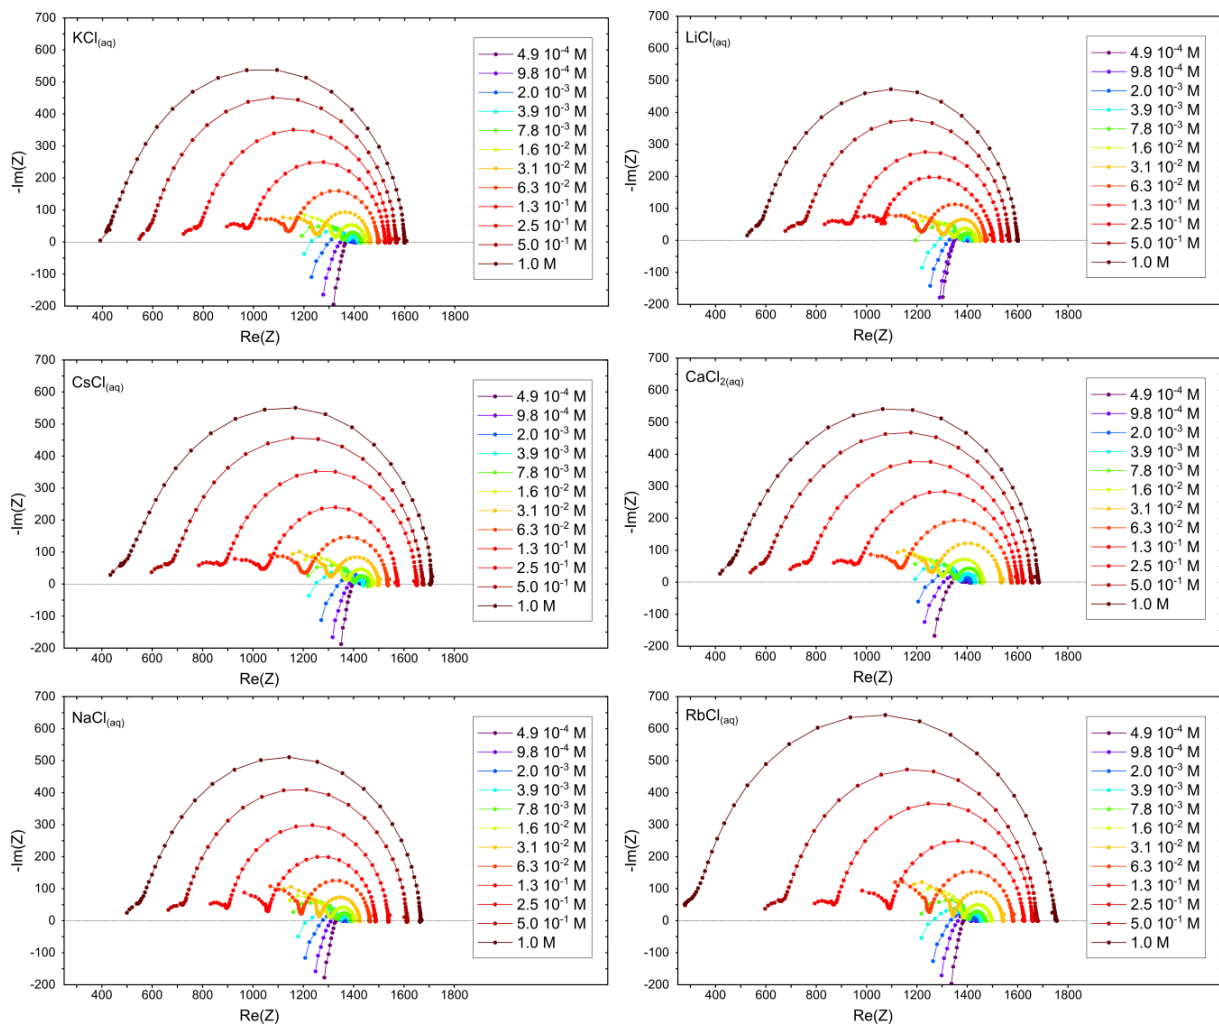 KCl(aq)
700
600
500
400
300
200
100
0
-100
-200
-Im(Z)
400 600 800 1000 1200 1400 1600 1800
Re(Z)
4.9 10-4 M
9.8 10-4 M
2.0 10-3 M
3.9 10-3 M
7.8 10-3 M
1.6 10-2 M
3.1 10-2 M
6.3 10-2 M
1.3 10-1 M
2.5 10-1 M
5.0 10-1 M
1.0 M
LiCl(aq)
700
600
500
400
300
200
100
0
-100
-200
-Im(Z)
400 600 800 1000 1200 1400 1600 1800
Re(Z)
4.9 10-4 M
9.8 10-4 M
2.0 10-3 M
3.9 10-3 M
7.8 10-3 M
1.6 10-2 M
3.1 10-2 M
6.3 10-2 M
1.3 10-1 M
2.5 10-1 M
5.0 10-1 M
1.0 M
CsCl(aq)
700
600
500
400
300
200
100
0
-100
-200
-Im(Z)
400 600 800 1000 1200 1400 1600 1800
Re(Z)
4.9 10-4 M
9.8 10-4 M
2.0 10-3 M
3.9 10-3 M
7.8 10-3 M
1.6 10-2 M
3.1 10-2 M
6.3 10-2 M
1.3 10-1 M
2.5 10-1 M
5.0 10-1 M
1.0 M
CaCl2(aq)
700
600
500
400
300
200
100
0
-100
-200
-Im(Z)
400 600 800 1000 1200 1400 1600 1800
Re(Z)
4.9 10-4 M
9.8 10-4 M
2.0 10-3 M
3.9 10-3 M
7.8 10-3 M
1.6 10-2 M
3.1 10-2 M
6.3 10-2 M
1.3 10-1 M
2.5 10-1 M
5.0 10-1 M
1.0 M
NaCl(aq)
700
600
500
400
300
200
100
0
-100
-200
-Im(Z)
400 600 800 1000 1200 1400 1600 1800
Re(Z)
4.9 10-4 M
9.8 10-4 M
2.0 10-3 M
3.9 10-3 M
7.8 10-3 M
1.6 10-2 M
3.1 10-2 M
6.3 10-2 M
1.3 10-1 M
2.5 10-1 M
5.0 10-1 M
1.0 M
RbCl(aq)
700
600
500
400
300
200
100
0
-100
-200
-Im(Z)
400 600 800 1000 1200 1400 1600 1800
Re(Z)
4.9 10-4 M
9.8 10-4 M
2.0 10-3 M
3.9 10-3 M
7.8 10-3 M
1.6 10-2 M
3.1 10-2 M
6.3 10-2 M
1.3 10-1 M
2.5 10-1 M
5.0 10-1 M
1.0 M